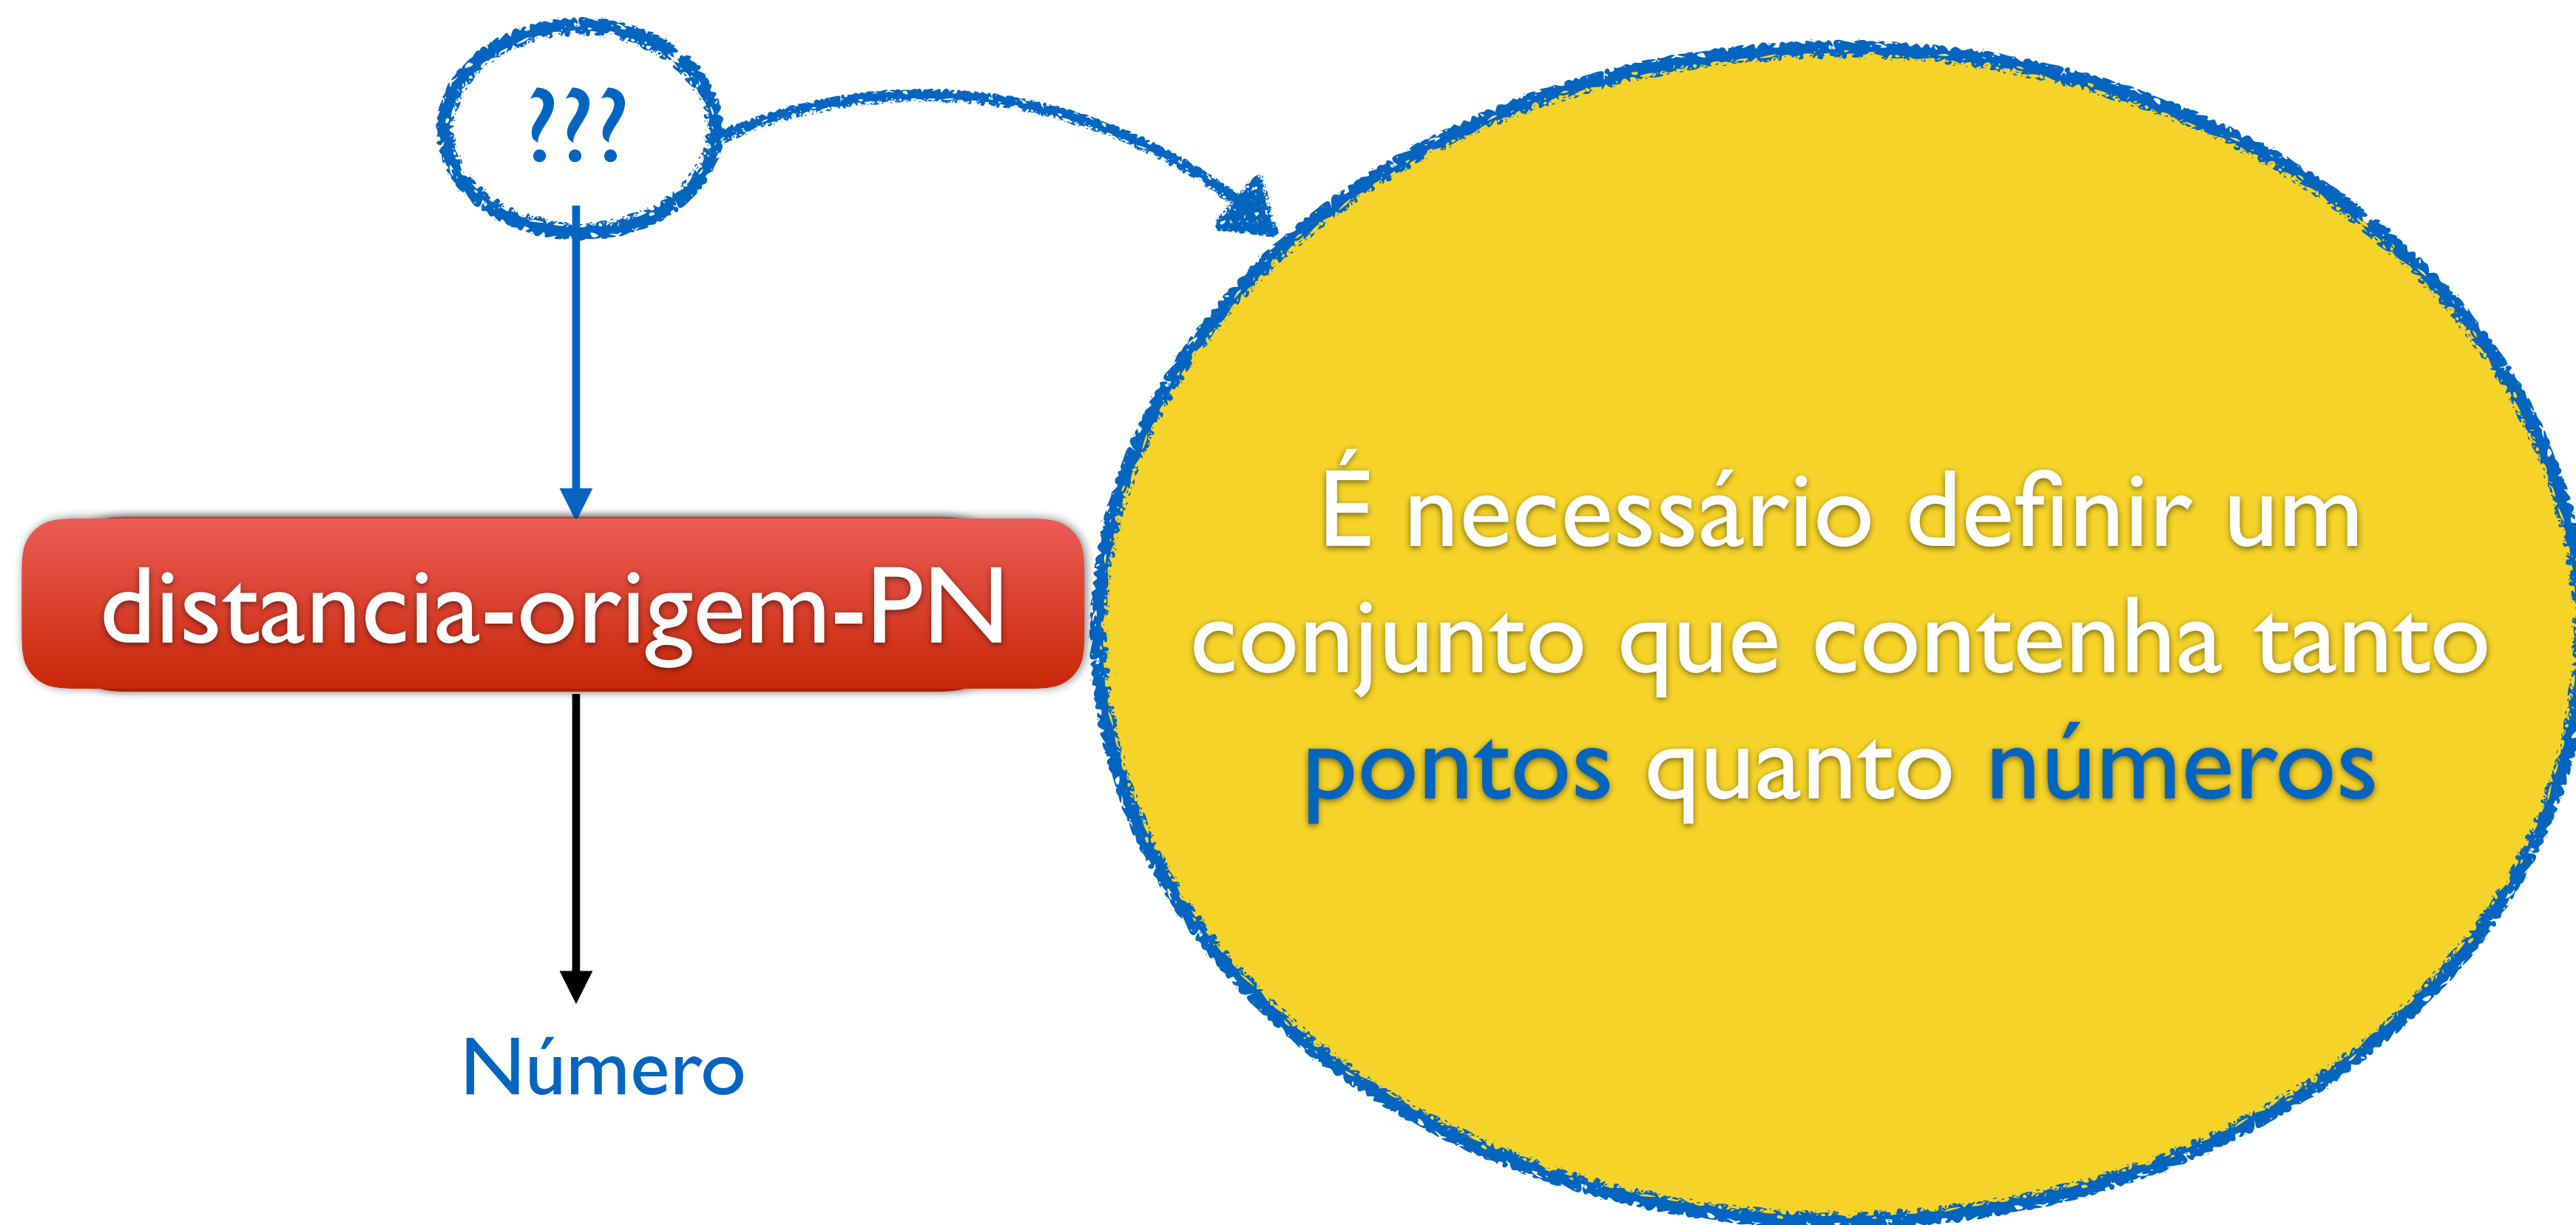 ???
distancia-origem-PN
Número
É necessário definir um
conjunto que contenha tanto
pontos quanto números